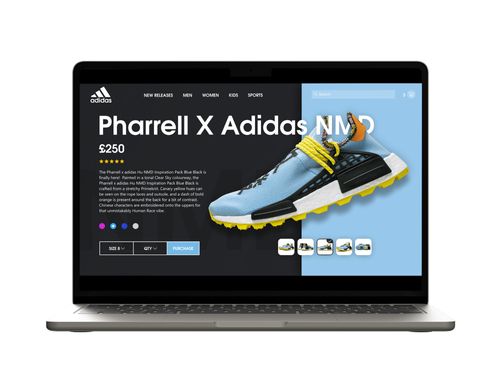 adidas
NEW RELEASES MEN WOMEN KIDS SPORTS
Search
Pharrell X Adidas NMD
£250
The Pharrell x adidas Hu NMD Inspiration Pack Blue Black is
finally here! Painted in a tonal Clear Sky colourway, the
Pharrell x adidas Hu NMD Inspiration Pack Blue Black is
crafted from a stretchy Primeknit. Canary yellow hues can
be seen on the ropes and outsole, and a dash of bold
orange is present around the back for a bit of contrast.
Chinese characters are embroidered onto the uppers for
that unmistakably Human Race vibe.
SIZE 8 QTY PURCHASE